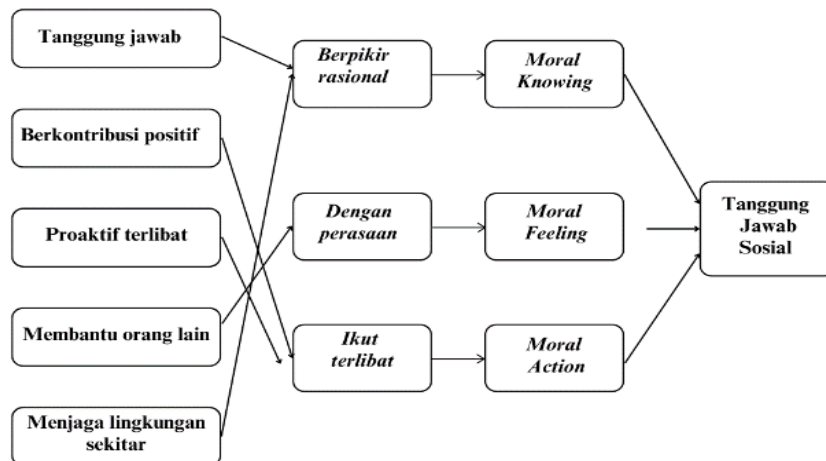 Tanggung jawab
Berkontribusi positif
Proaktif terlibat
Membantu orang lain
Menjaga lingkungan
sekitar
Berpikir
rasional
Dengan
perasaan
Ikut
terlibat
Moral
Knowing
Moral
Feeling
Moral
Action
Tanggung
Jawab
Sosial